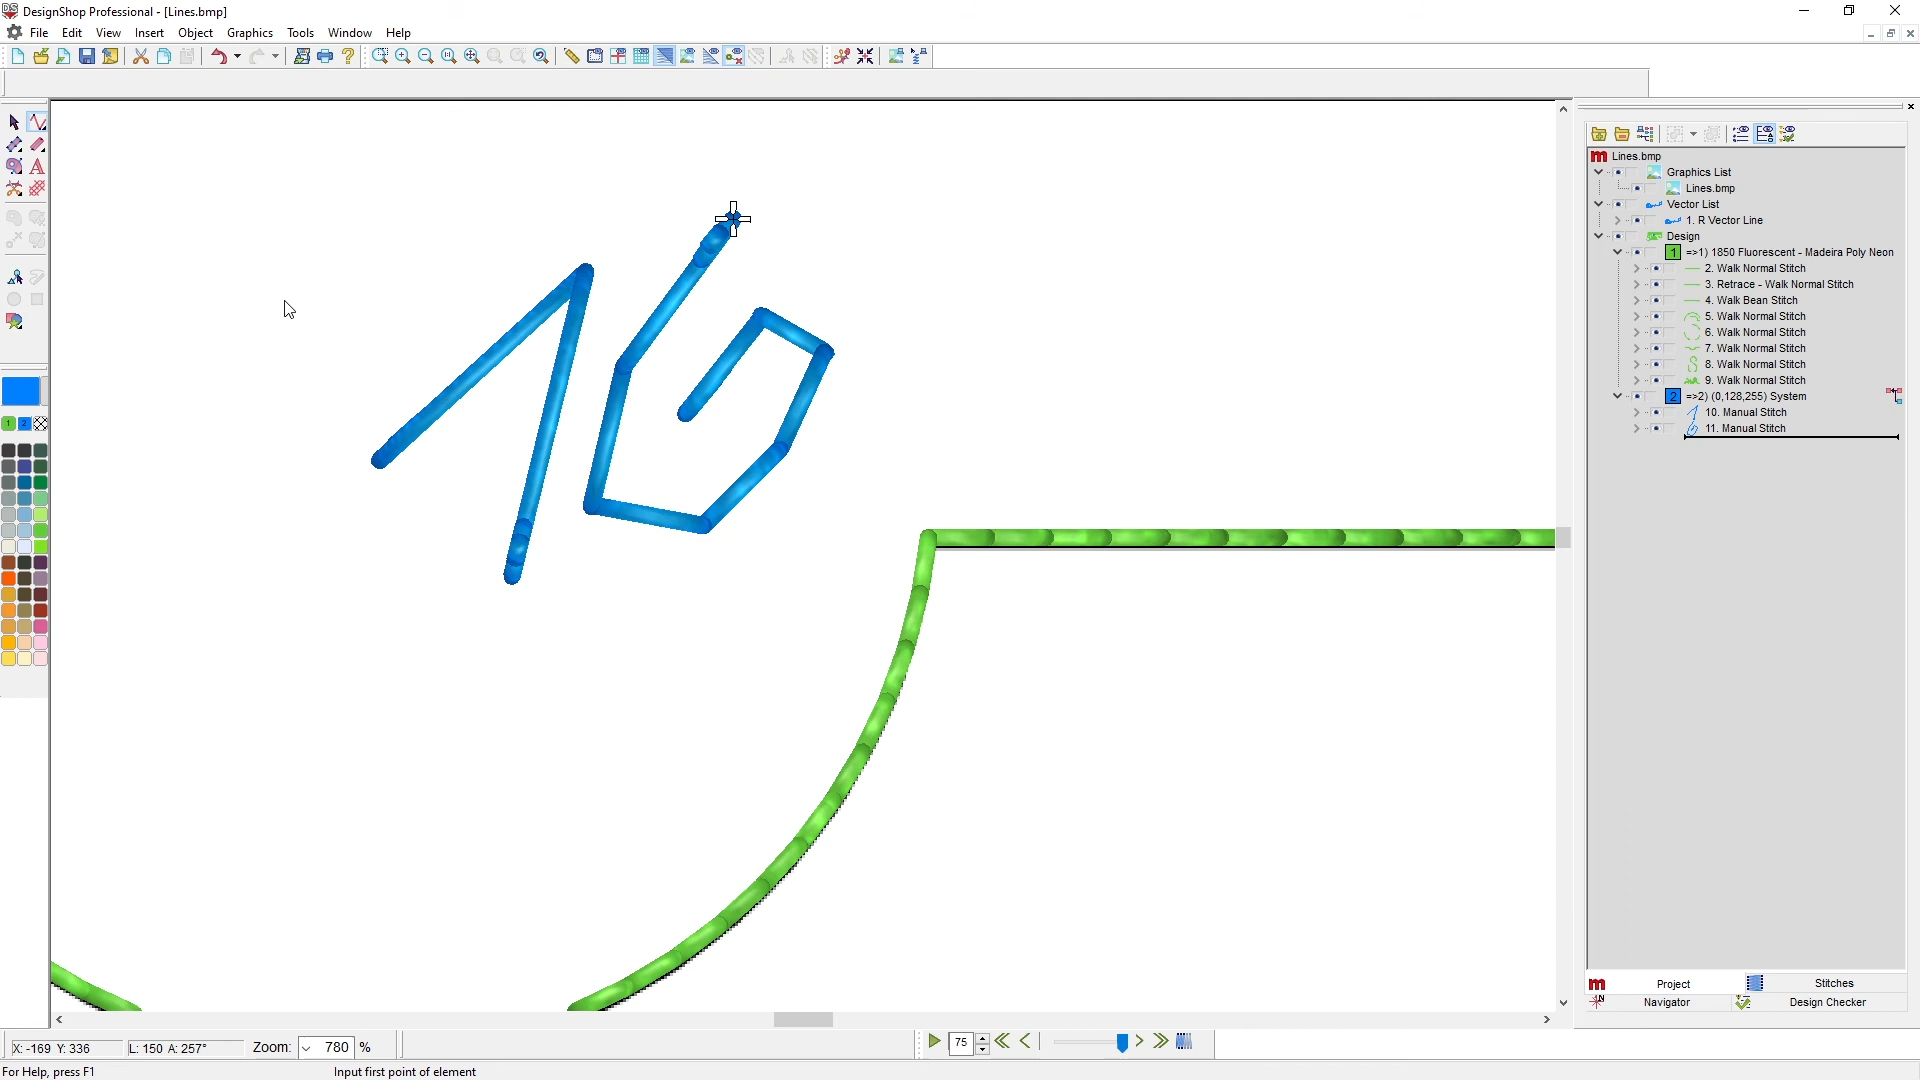 DesignShop Professional - [Lines.bmp]
File Edit View Insert Object Graphics Tools Window Help
Lines.bmp
Graphics List
Lines.bmp
Vector List
1. R Vector Line
Design
1 =>1) 1850 Fluorescent - Madeira Poly Neon
2. Walk Normal Stitch
3. Retrace - Walk Normal Stitch
4. Walk Bean Stitch
5. Walk Normal Stitch
6. Walk Normal Stitch
7. Walk Normal Stitch
8. Walk Normal Stitch
9. Walk Normal Stitch
2 =>2) (0,128,255) System
10. Manual Stitch
11. Manual Stitch
1 2
16
Project Stitches
Navigator Design Checker
X: -169 Y: 336 L: 150 A: 257° Zoom: 780 % 75
For Help, press F1 Input first point of element